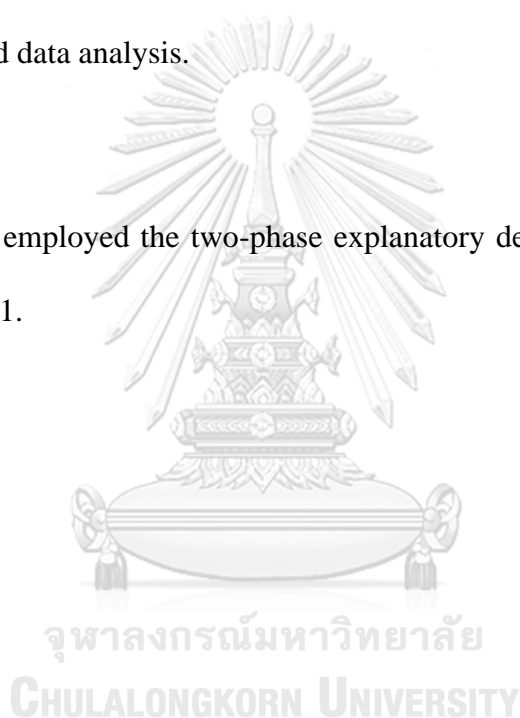 d data analysis.
employed the two-phase explanatory de
1.
จุฬาลงกรณ์มหาวิทยาลัย
CHULALONGKORN UNIVERSITY